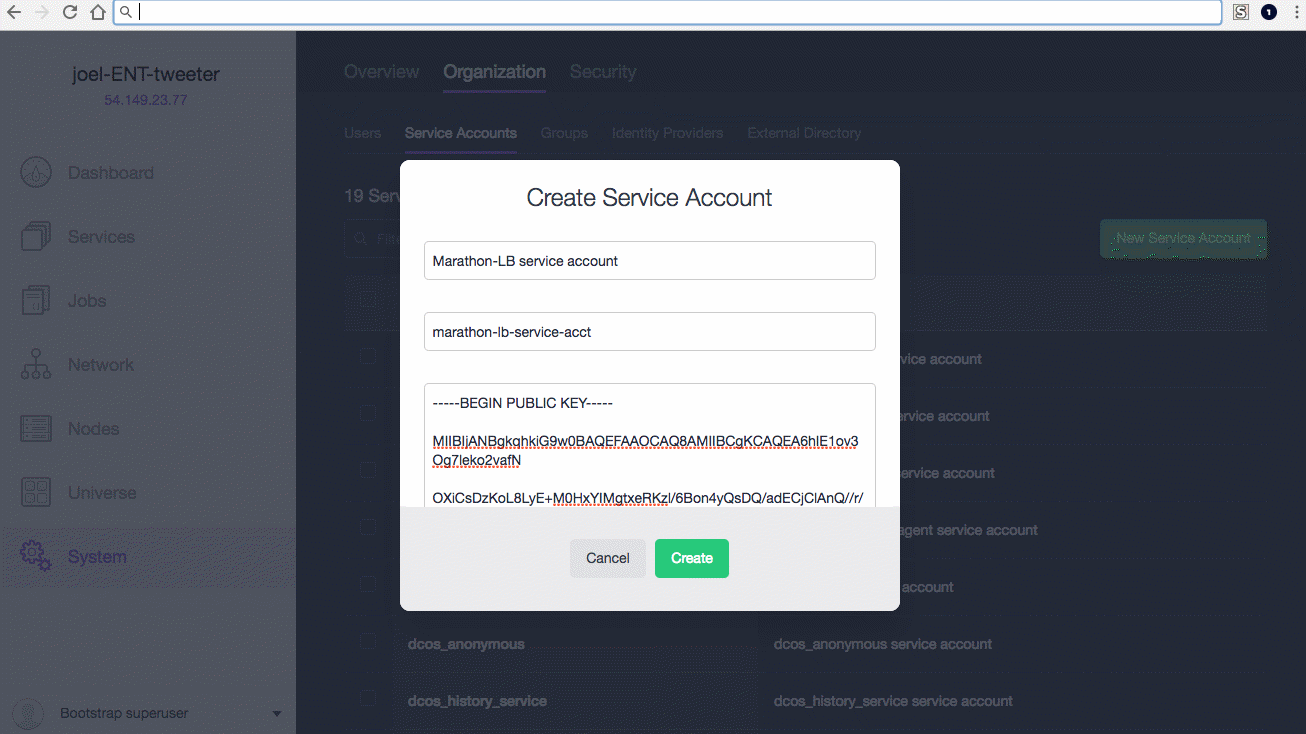 joel-ENT-tweeter
54.149.23.77
Dashboard
Services
Jobs
Network
Nodes
Universe
System
Bootstrap superuser
Overview Organization Security
Users Service Accounts Groups Identity Providers External Directory
19 Serv
Filte
New Service Account
Create Service Account
Marathon-LB service account
marathon-lb-service-acct
-----BEGIN PUBLIC KEY-----
MIIBIjANBgkqhkiG9w0BAQEFAAOCAQ8AMIIBCgKCAQEA6hlE1ov3
Og7leko2vafN
OXiCsDzKoL8LyE+M0HxYIMgtxeRKzl/6Bon4yQsDQ/adECjClAnQ//r/
Cancel Create
vice account
ervice account
ervice account
agent service account
account
dcos_anonymous dcos_anonymous service account
dcos_history_service dcos_history_service service account